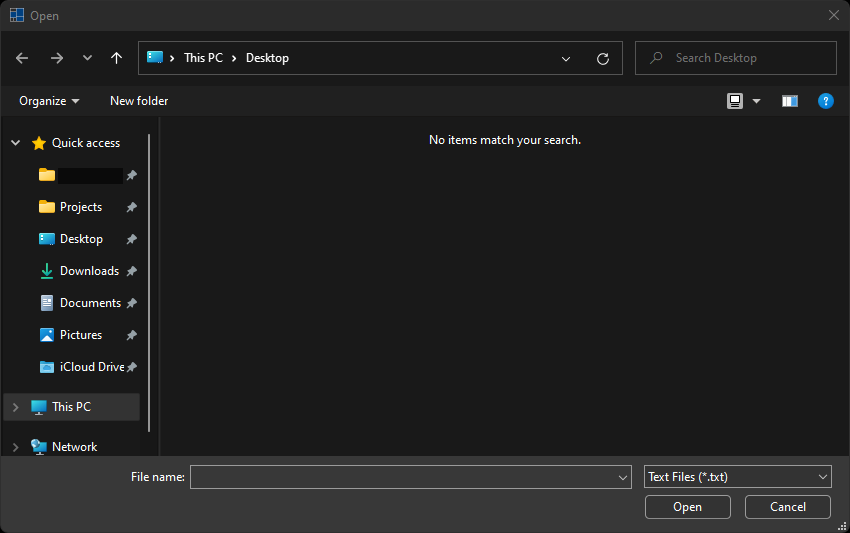 Open
This PC
Desktop
Search Desktop
Organize
New folder
?
Quick access
No items match your search.
Projects
Desktop
Downloads
Documents
Pictures
iCloud Drive
This PC
Network
File name:
Text Files (*.txt)
Open
Cancel